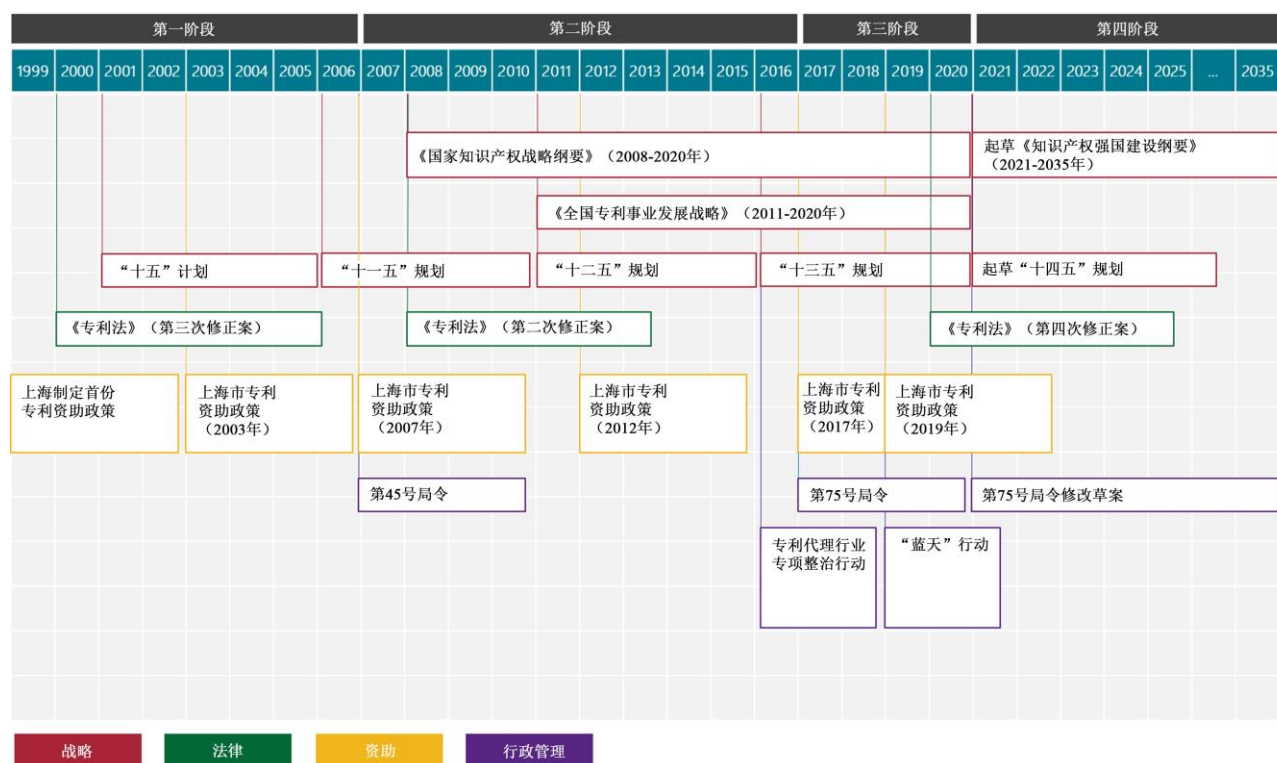 第一阶段
第二阶段
第三阶段
第四阶段
1999 2000 2001 2002 2003 2004 2005 2006 2007 2008 2009 2010 2011 2012 2013 2014 2015 2016 2017 2018 2019 2020 2021 2022 2023 2024 2025 ... 2035
《国家知识产权战略纲要》（2008-2020年）
起草《知识产权强国建设纲要》
（2021-2035年）
《全国专利事业发展战略》（2011-2020年）
“十五”计划
“十一五”规划
“十二五”规划
“十三五”规划
起草“十四五”规划
《专利法》（第三次修正案）
《专利法》（第二次修正案）
《专利法》（第四次修正案）
上海制定首份
专利资助政策
上海市专利
资助政策
（2003年）
上海市专利
资助政策
（2007年）
上海市专利
资助政策
（2012年）
上海市专利
资助政策
（2017年）
上海市专利
资助政策
（2019年）
第45号局令
第75号局令
第75号局令修改草案
专利代理行业
专项整治行动
“蓝天”行动
战略
法律
资助
行政管理